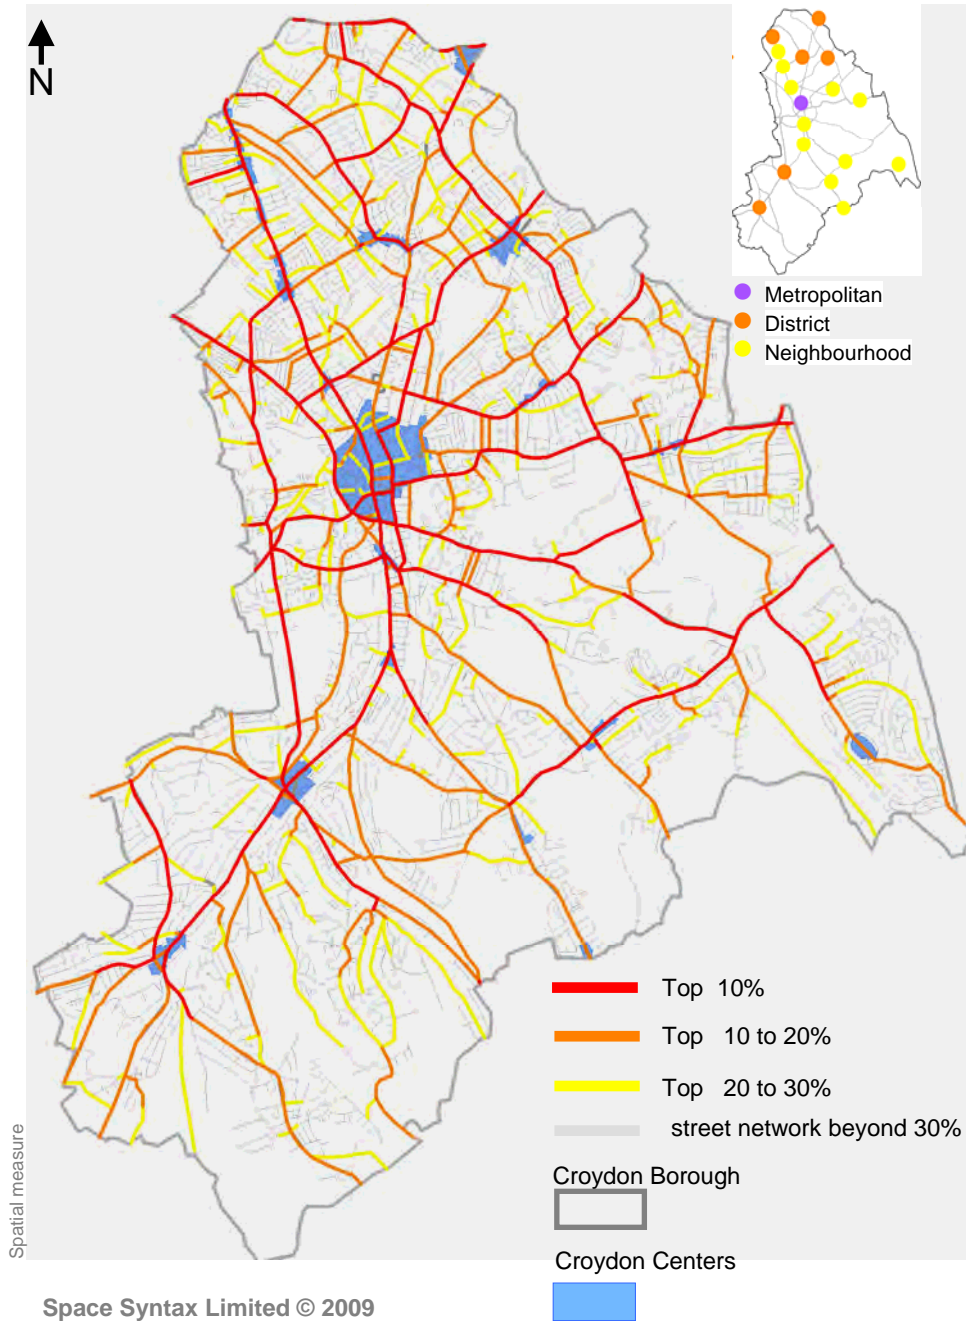 N
Metropolitan
District
Neighbourhood
Top 10%
Top 10 to 20%
Top 20 to 30%
street network beyond 30%
Croydon Borough
Croydon Centers
Spatial measure
Space Syntax Limited © 2009